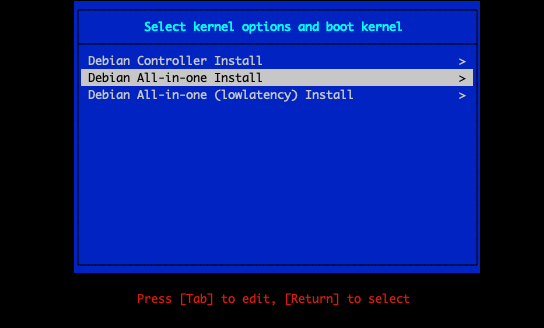 Select kernel options and boot kernel
Debian Controller Install >
Debian All-in-one Install >
Debian All-in-one (lowlatency) Install >
Press [Tab] to edit, [Return] to select